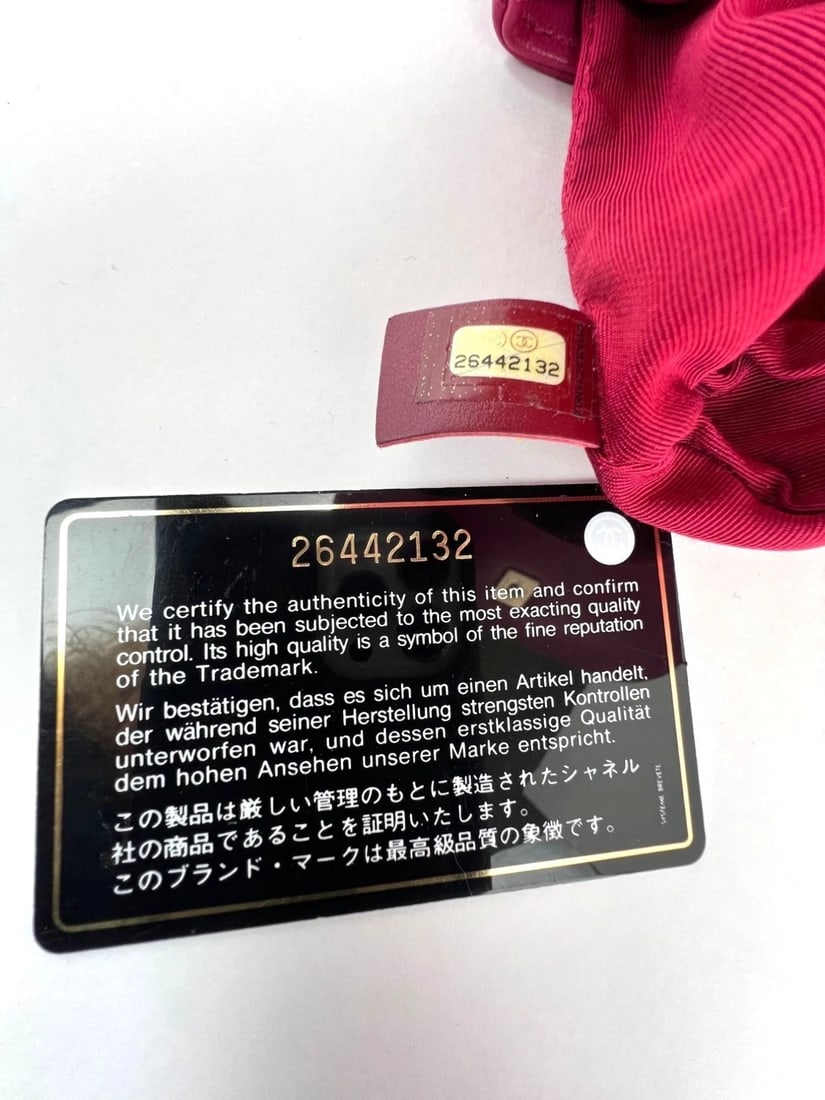 26442132
26442132
We certify the authenticity of this item and confirm
that it has been subjected to the most exacting quality
control. Its high quality is a symbol of the fine reputation
of the Trademark.
Wir bestätigen, dass es sich um einen Artikel handelt,
der während seiner Herstellung strengsten Kontrollen
unterworfen war, und dessen erstklassige Qualität
dem hohen Ansehen unserer Marke entspricht.
この製品は厳しい管理のもとに製造されたシャネル
社の商品であることを証明いたします。
このブランド・マークは最高級品質の象徴です。
SYSTEME BREVETE